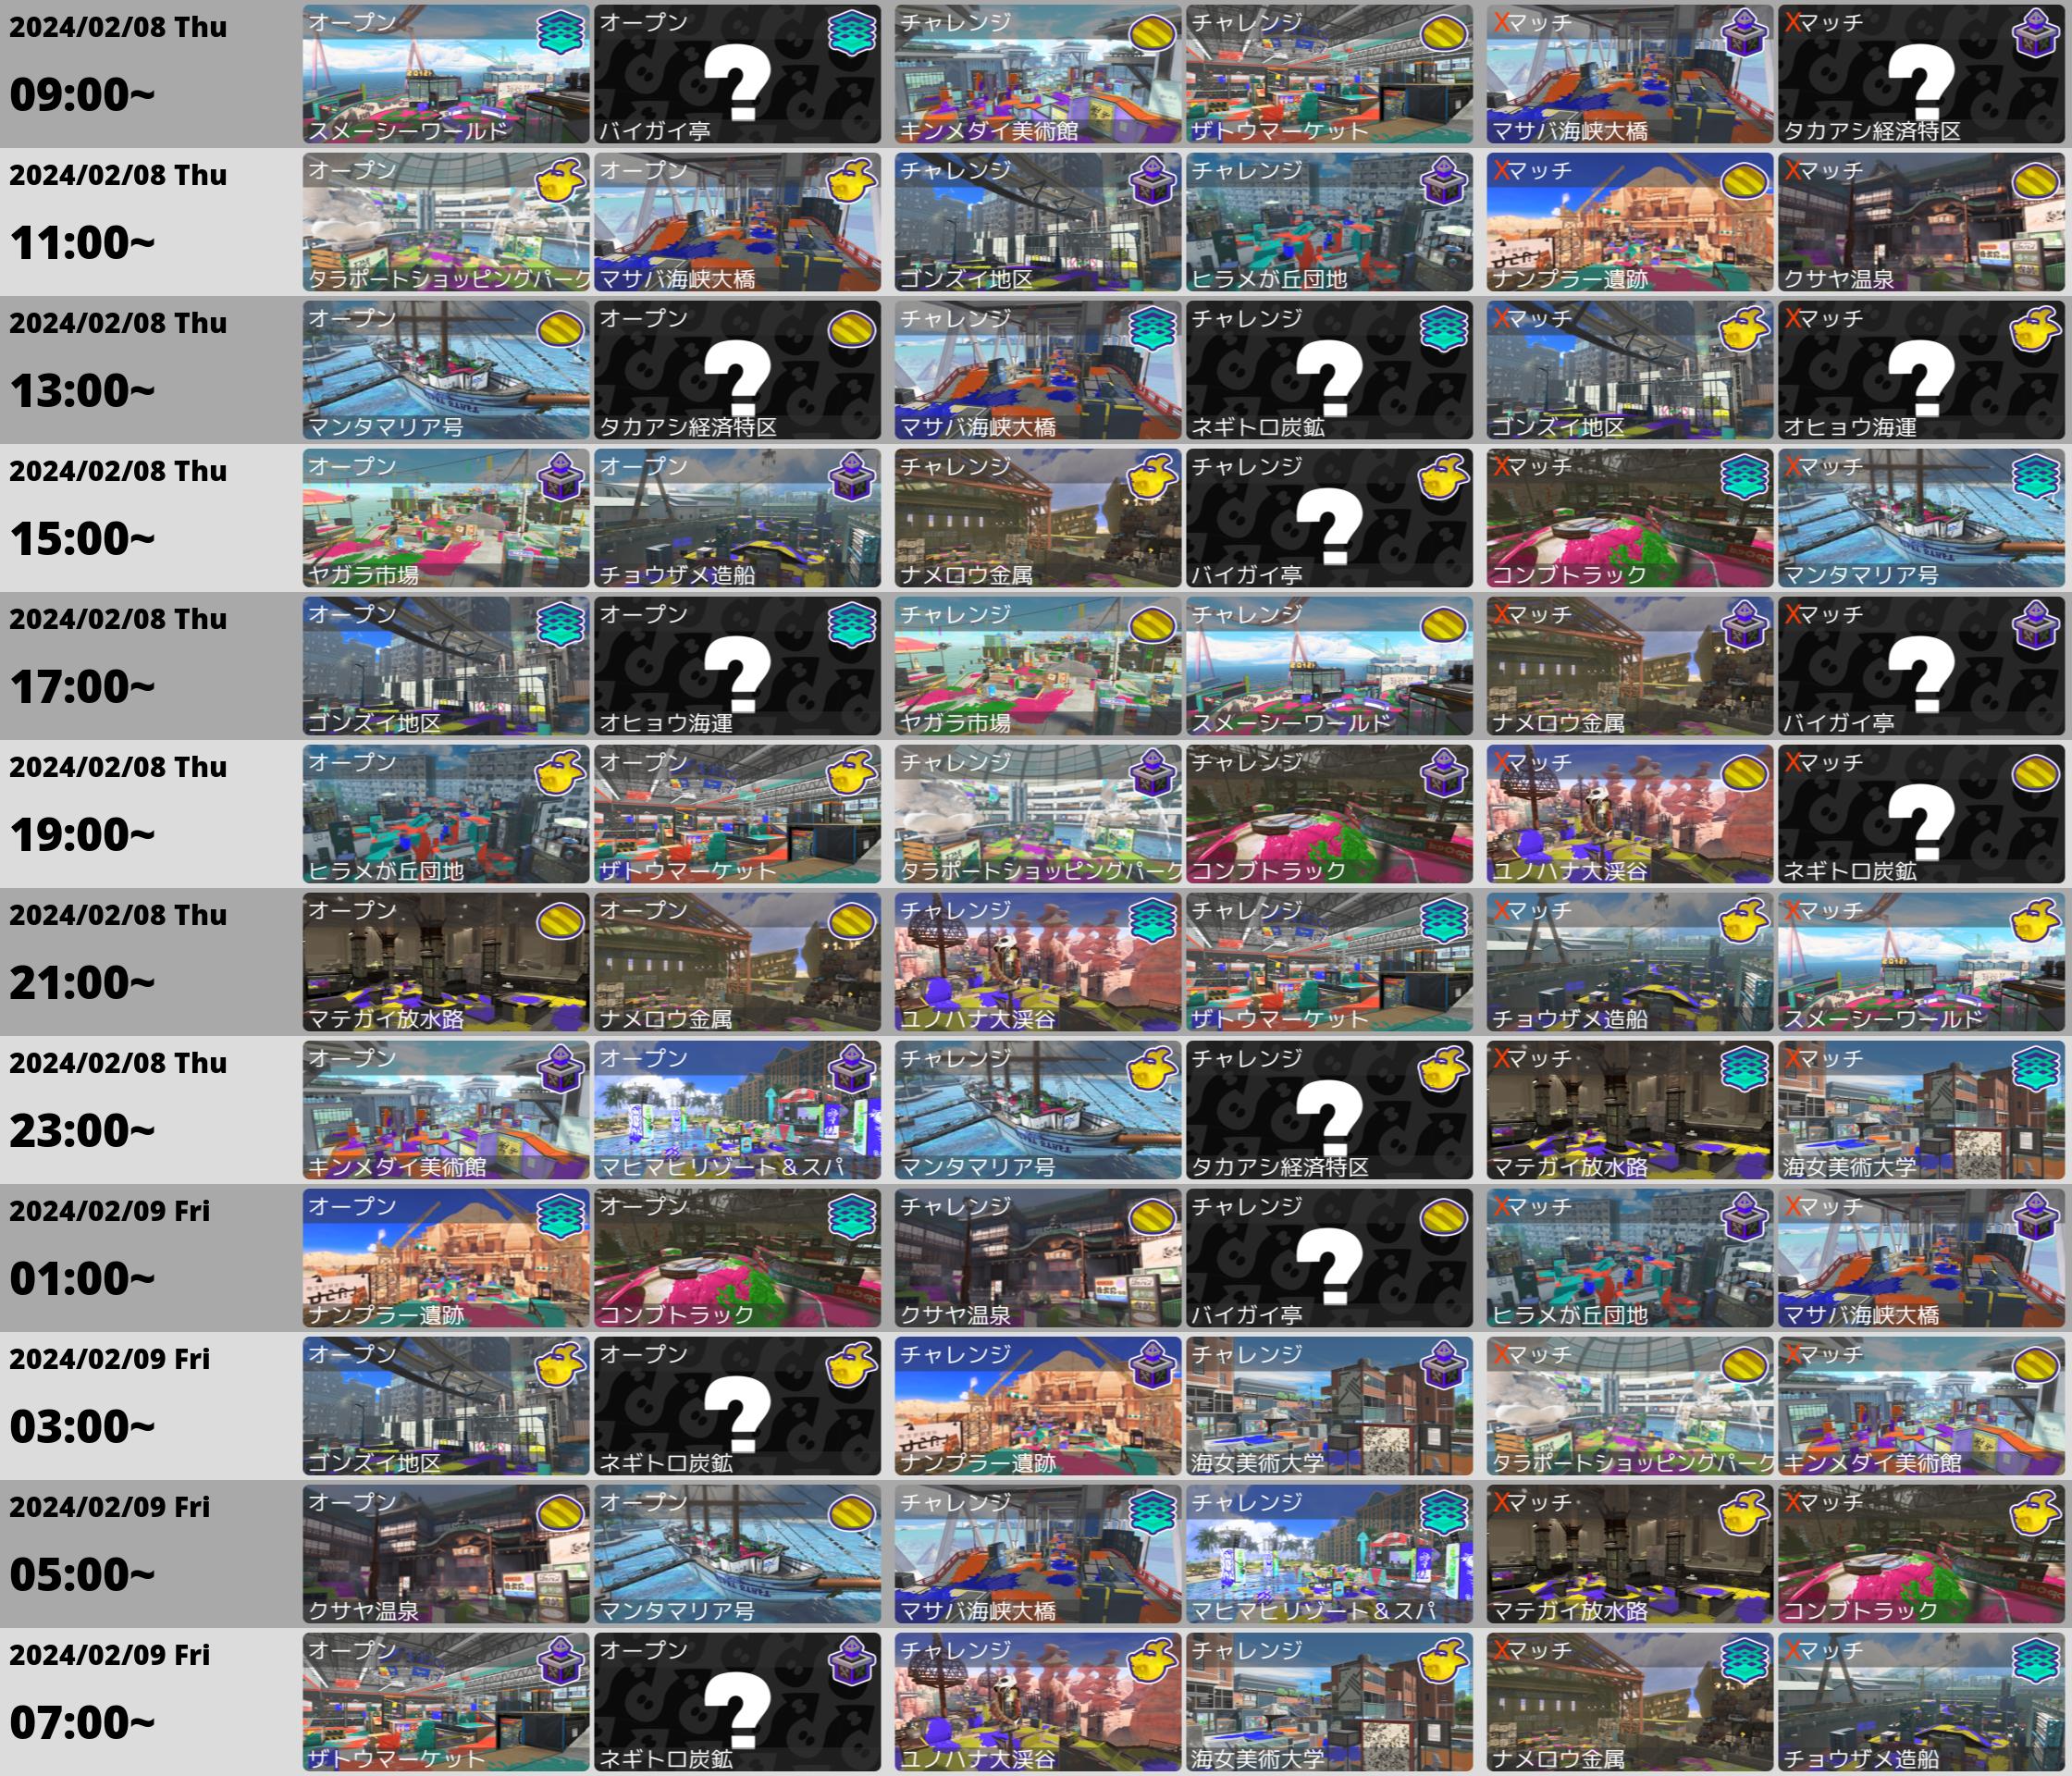 2024/02/08 Thu
09:00~
オープン
スメーシーワールド
オープン
バイガイ亭
チャレンジ
キンメダイ美術館
チャレンジ
ザトウマーケット
Xマッチ
マサバ海峡大橋
Xマッチ
タカアシ経済特区
2024/02/08 Thu
11:00~
オープン
タラポートショッピングパーク
オープン
マサバ海峡大橋
チャレンジ
ゴンズイ地区
チャレンジ
ヒラメが丘団地
Xマッチ
ナンプラー遺跡
Xマッチ
クサヤ温泉
2024/02/08 Thu
13:00~
オープン
マンタマリア号
オープン
タカアシ経済特区
チャレンジ
マサバ海峡大橋
チャレンジ
ネギトロ炭鉱
Xマッチ
ゴンズイ地区
Xマッチ
オヒョウ海運
2024/02/08 Thu
15:00~
オープン
ヤガラ市場
オープン
チョウザメ造船
チャレンジ
ナメロウ金属
チャレンジ
バイガイ亭
Xマッチ
コンブトラック
Xマッチ
マンタマリア号
2024/02/08 Thu
17:00~
オープン
ゴンズイ地区
オープン
オヒョウ海運
チャレンジ
ヤガラ市場
チャレンジ
スメーシーワールド
Xマッチ
ナメロウ金属
Xマッチ
バイガイ亭
2024/02/08 Thu
19:00~
オープン
ヒラメが丘団地
オープン
ザトウマーケット
チャレンジ
タラポートショッピングパーク
チャレンジ
コンブトラック
Xマッチ
ユノハナ大渓谷
Xマッチ
ネギトロ炭鉱
2024/02/08 Thu
21:00~
オープン
マテガイ放水路
オープン
ナメロウ金属
チャレンジ
ユノハナ大渓谷
チャレンジ
ザトウマーケット
Xマッチ
チョウザメ造船
Xマッチ
スメーシーワールド
2024/02/08 Thu
23:00~
オープン
キンメダイ美術館
オープン
マヒマヒリゾート＆スパ
チャレンジ
マンタマリア号
チャレンジ
タカアシ経済特区
Xマッチ
マテガイ放水路
Xマッチ
海女美術大学
2024/02/09 Fri
01:00~
オープン
ナンプラー遺跡
オープン
コンブトラック
チャレンジ
クサヤ温泉
チャレンジ
バイガイ亭
Xマッチ
ヒラメが丘団地
Xマッチ
マサバ海峡大橋
2024/02/09 Fri
03:00~
オープン
ゴンズイ地区
オープン
ネギトロ炭鉱
チャレンジ
ナンプラー遺跡
チャレンジ
海女美術大学
Xマッチ
タラポートショッピングパーク
Xマッチ
キンメダイ美術館
2024/02/09 Fri
05:00~
オープン
クサヤ温泉
オープン
マンタマリア号
チャレンジ
マサバ海峡大橋
チャレンジ
マヒマヒリゾート＆スパ
Xマッチ
マテガイ放水路
Xマッチ
コンブトラック
2024/02/09 Fri
07:00~
オープン
ザトウマーケット
オープン
ネギトロ炭鉱
チャレンジ
ユノハナ大渓谷
チャレンジ
海女美術大学
Xマッチ
ナメロウ金属
Xマッチ
チョウザメ造船